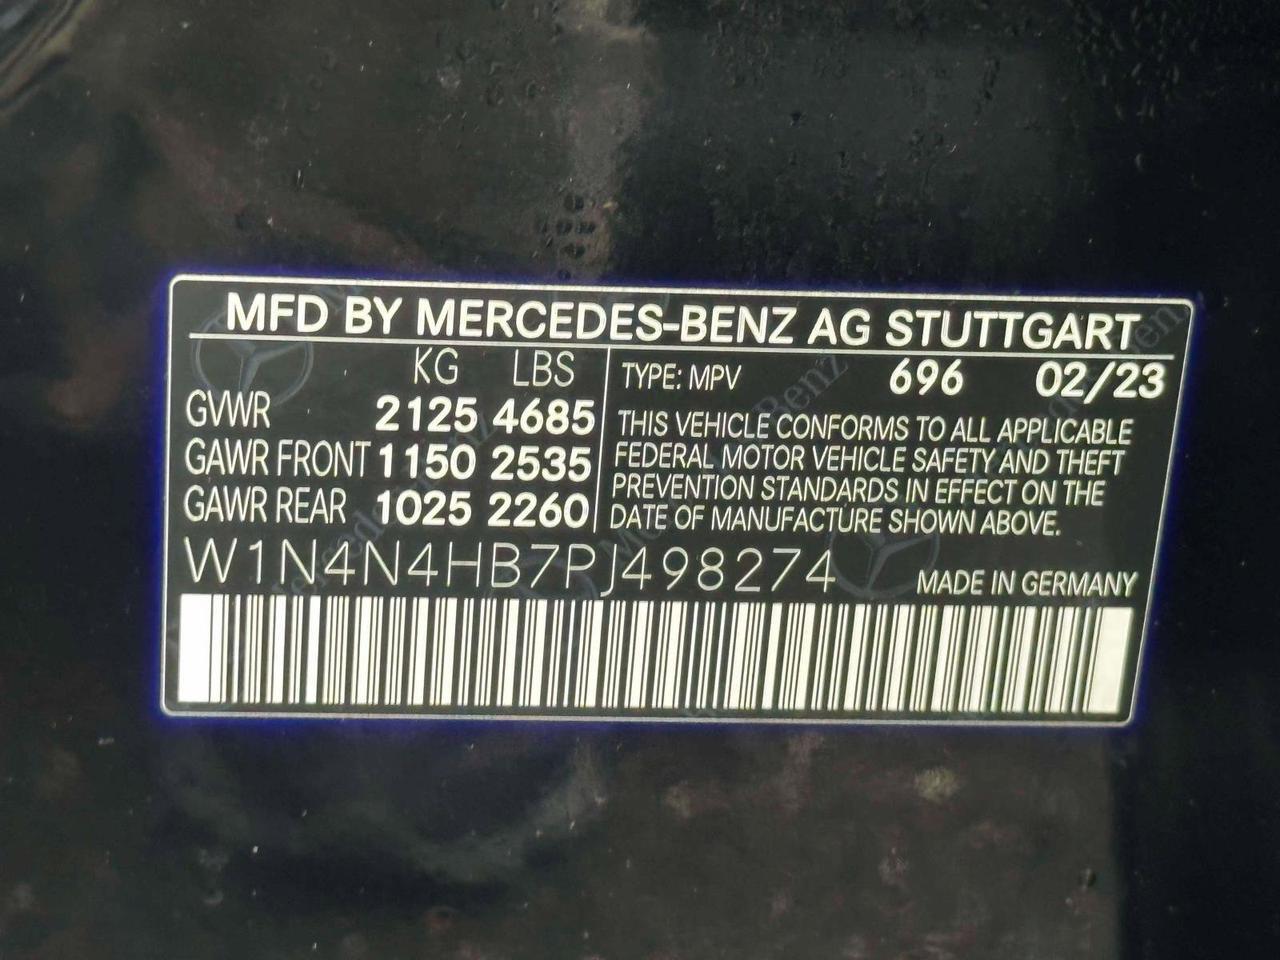 MFD BY MERCEDES-BENZ AG STUTTGART
KG LBS
GVWR 2125 4685
GAWR FRONT 1150 2535
GAWR REAR 1025 2260
TYPE: MPV 696 02/23
THIS VEHICLE CONFORMS TO ALL APPLICABLE
FEDERAL MOTOR VEHICLE SAFETY AND THEFT
PREVENTION STANDARDS IN EFFECT ON THE
DATE OF MANUFACTURE SHOWN ABOVE.
W1N4N4HB7PJ498274 MADE IN GERMANY